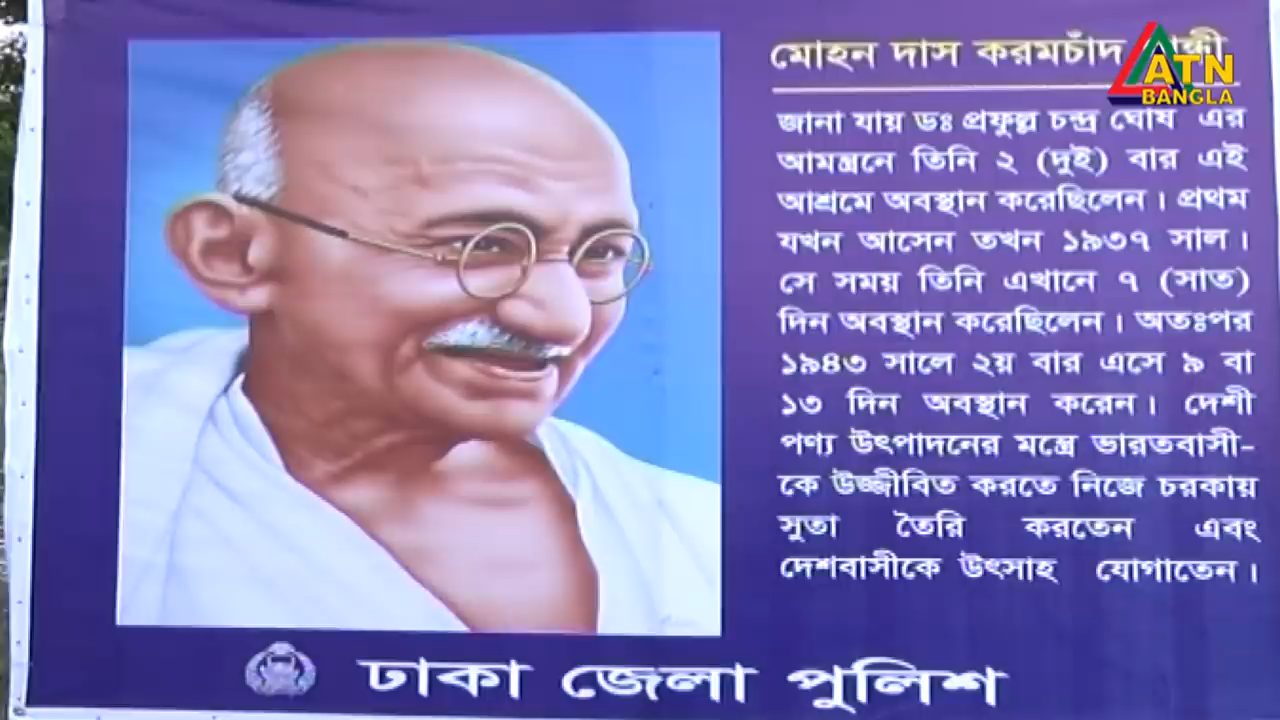 মোহন দাস করমচাঁদ
ATN
BANGLA
জানা যায় ডঃ প্রফুল্ল চন্দ্র ঘোষ এর
আমন্ত্রনে তিনি ২ (দুই) বার এই
আশ্রমে অবস্থান করেছিলেন। প্রথম
যখন আসেন তখন ১৯৩৭ সাল।
সে সময় তিনি এখানে ৭ (সাত)
দিন অবস্থান করেছিলেন। অতঃপর
১৯৪৩ সালে ২য় বার এসে ৯ বা
১৩ দিন অবস্থান করেন। দেশী
পণ্য উৎপাদনের মন্ত্রে ভারতবাসী-
কে উজ্জীবিত করতে নিজে চরকায়
সুতা তৈরি করতেন এবং
দেশবাসীকে উৎসাহ যোগাতেন।
ঢাকা জেলা পুলিশ